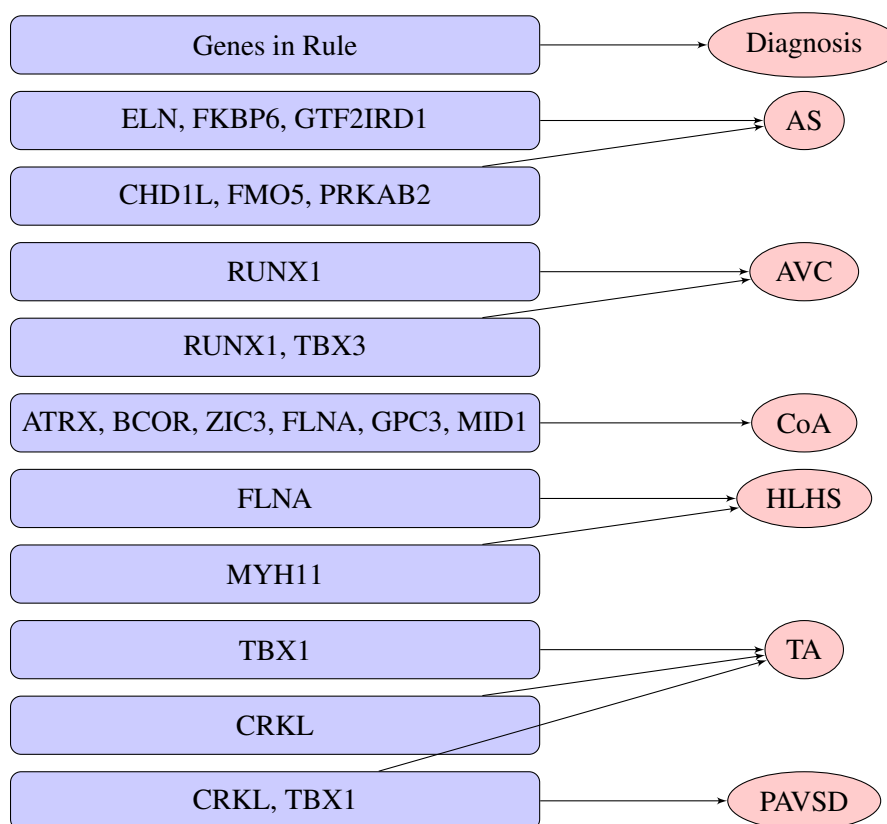 Genes in Rule
Diagnosis
ELN, FKBP6, GTF2IRD1
AS
CHD1L, FMO5, PRKAB2
RUNX1
AVC
RUNX1, TBX3
ATRX, BCOR, ZIC3, FLNA, GPC3, MID1
CoA
FLNA
HLHS
MYH11
TBX1
TA
CRKL
CRKL, TBX1
PAVSD